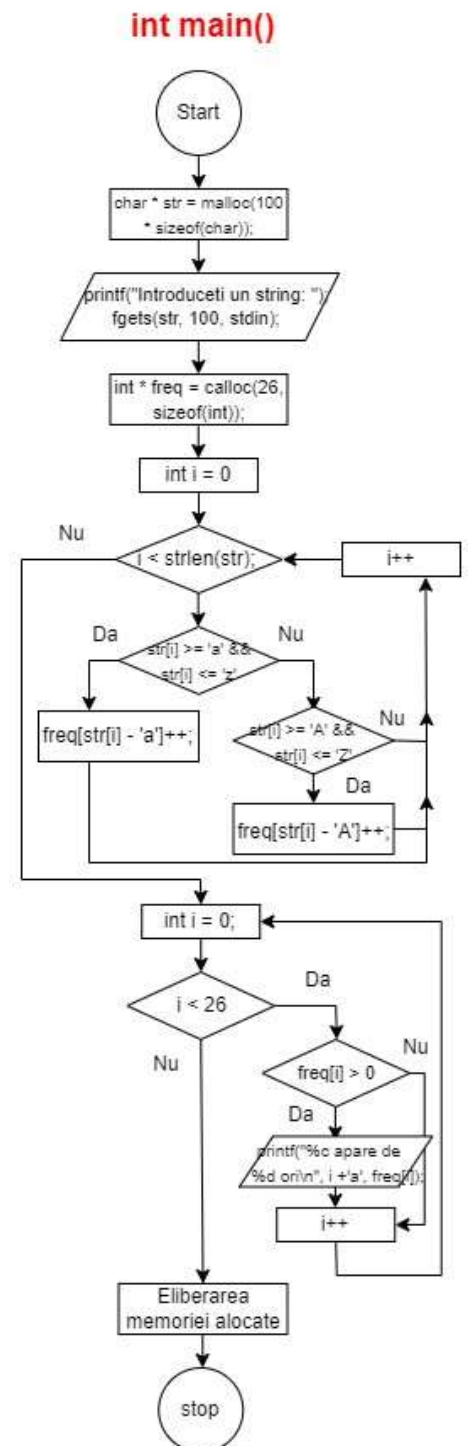 int main()
Start
char * str = malloc(100
* sizeof(char));
printf("Introduceti un string: ");
fgets(str, 100, stdin);
int * freq = calloc(26,
sizeof(int));
int i = 0
Nu
i < strlen(str);
i++
Da
Nu
str[i] >= 'a' &&
str[i] <= 'z'
freq[str[i] - 'a']++;
str[i] >= 'A' &&
str[i] <= 'Z'
Nu
Da
freq[str[i] - 'A']++;
int i = 0;
i < 26
Da
Nu
freq[i] > 0
Nu
Da
printf("%c apare de
%d ori\n", i +'a', freq[i]);
i++
Eliberarea
memoriei alocate
stop